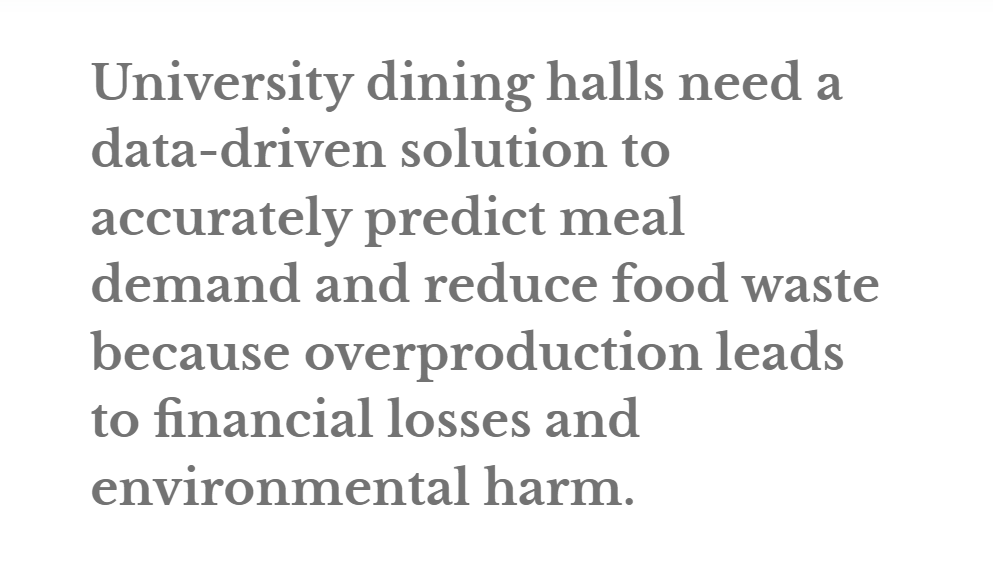 University dining halls need a
data-driven solution to
accurately predict meal
demand and reduce food waste
because overproduction leads
to financial losses and
environmental harm.